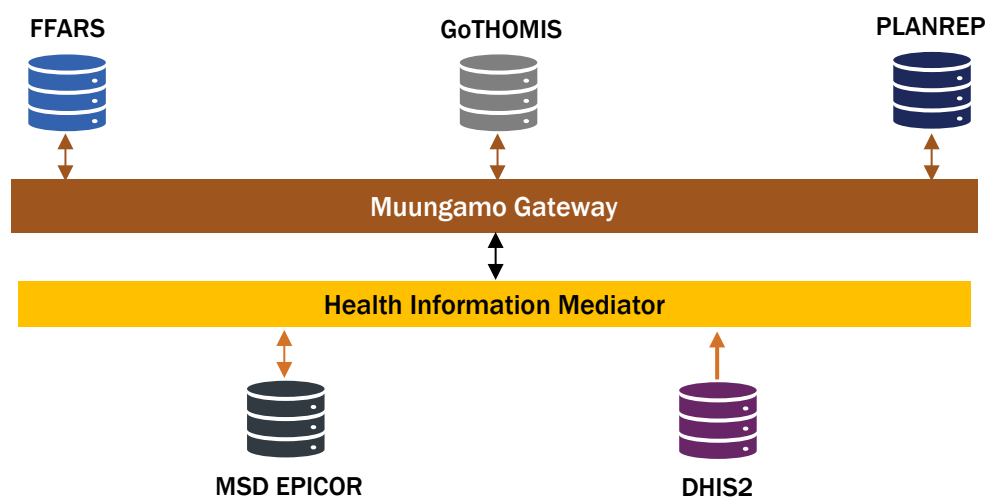 FFARS
GoTHOMIS
PLANREP
Muungamo Gateway
Health Information Mediator
MSD EPICOR
DHIS2